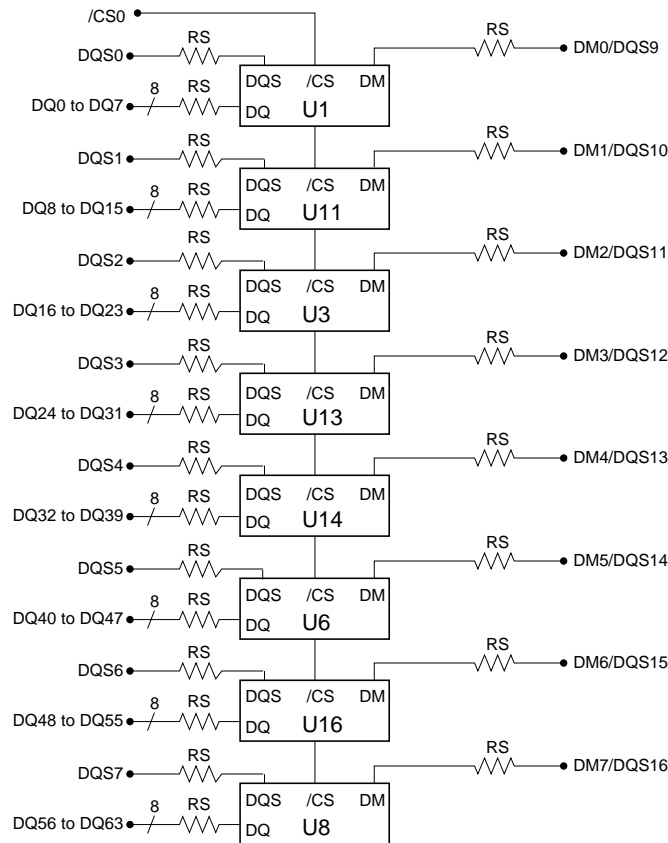 /CS0
RS
RS
DQS0
DM0/DQS9
8
RS
DQS /CS DM
DQ0 to DQ7
DQ
U1
RS
RS
DQS1
DM1/DQS10
8
RS
DQS /CS DM
DQ8 to DQ15
DQ
U11
RS
RS
DQS2
DM2/DQS11
8
RS
DQS /CS DM
DQ16 to DQ23
DQ
U3
RS
RS
DQS3
DM3/DQS12
8
RS
DQS /CS DM
DQ24 to DQ31
DQ
U13
RS
RS
DQS4
DM4/DQS13
8
RS
DQS /CS DM
DQ32 to DQ39
DQ
U14
RS
RS
DQS5
DM5/DQS14
8
RS
DQS /CS DM
DQ40 to DQ47
DQ
U6
RS
RS
DQS6
DM6/DQS15
8
RS
DQS /CS DM
DQ48 to DQ55
DQ
U16
RS
RS
DQS7
DM7/DQS16
8
RS
DQS /CS DM
DQ56 to DQ63
DQ
U8